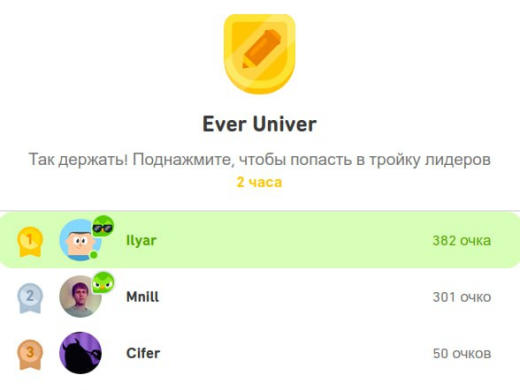 Ever Univer
Так держать! Поднажмите, чтобы попасть в тройку лидеров
2 часа
1 Ilyar 382 очка
2 Mnill 301 очко
3 Cifer 50 очков